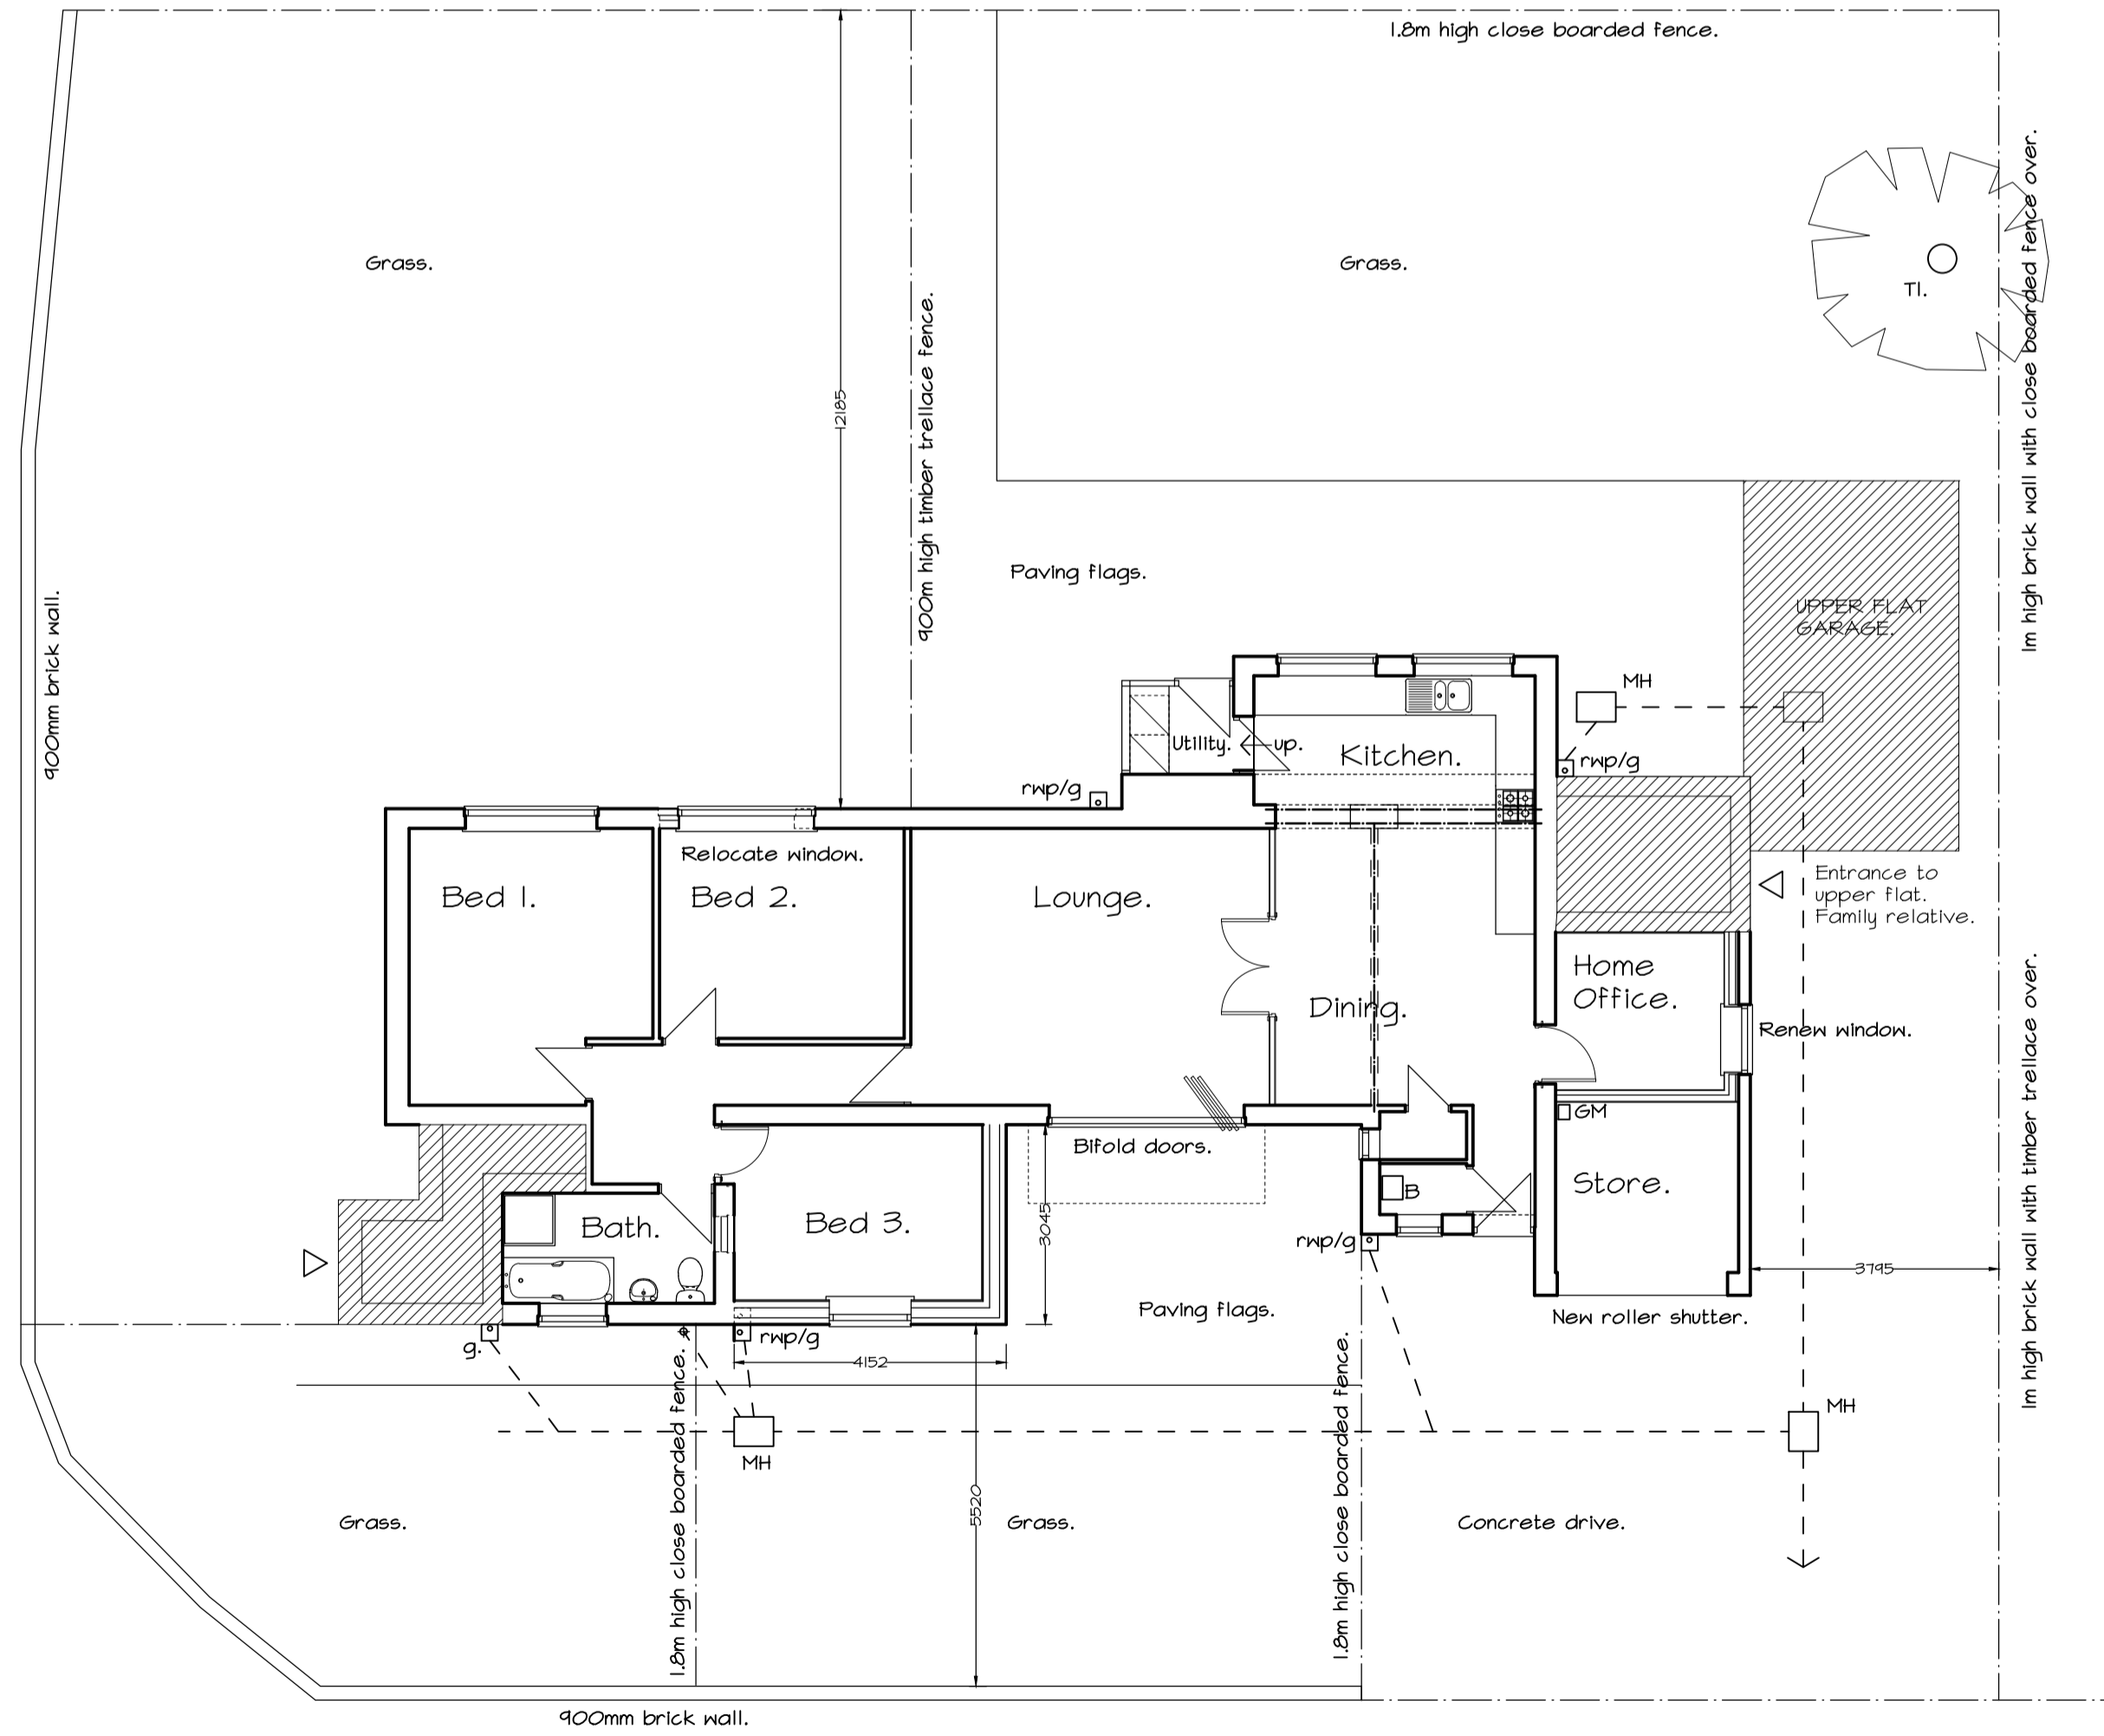 1.8m high close boarded fence.
Grass.
Grass.
T1.
1m high brick wall with close boarded fence over.
12185
900m high timber trellace fence.
Paving flags.
900mm brick wall.
UPPER FLAT
GARAGE.
MH
Utility.
up.
Kitchen.
rwp/g
rwp/g
Relocate window.
Bed 1.
Bed 2.
Lounge.
Entrance to
upper flat.
Family relative.
Home
Office.
Dining.
Renew window.
1m high brick wall with timber trellace over.
GM
Bifold doors.
Store.
B
Bath.
Bed 3.
3045
rwp/g
3795
Paving flags.
New roller shutter.
g.
rwp/g
4152
1.8m high close boarded fence.
1.8m high close boarded fence.
MH
MH
5520
Grass.
Grass.
Concrete drive.
900mm brick wall.